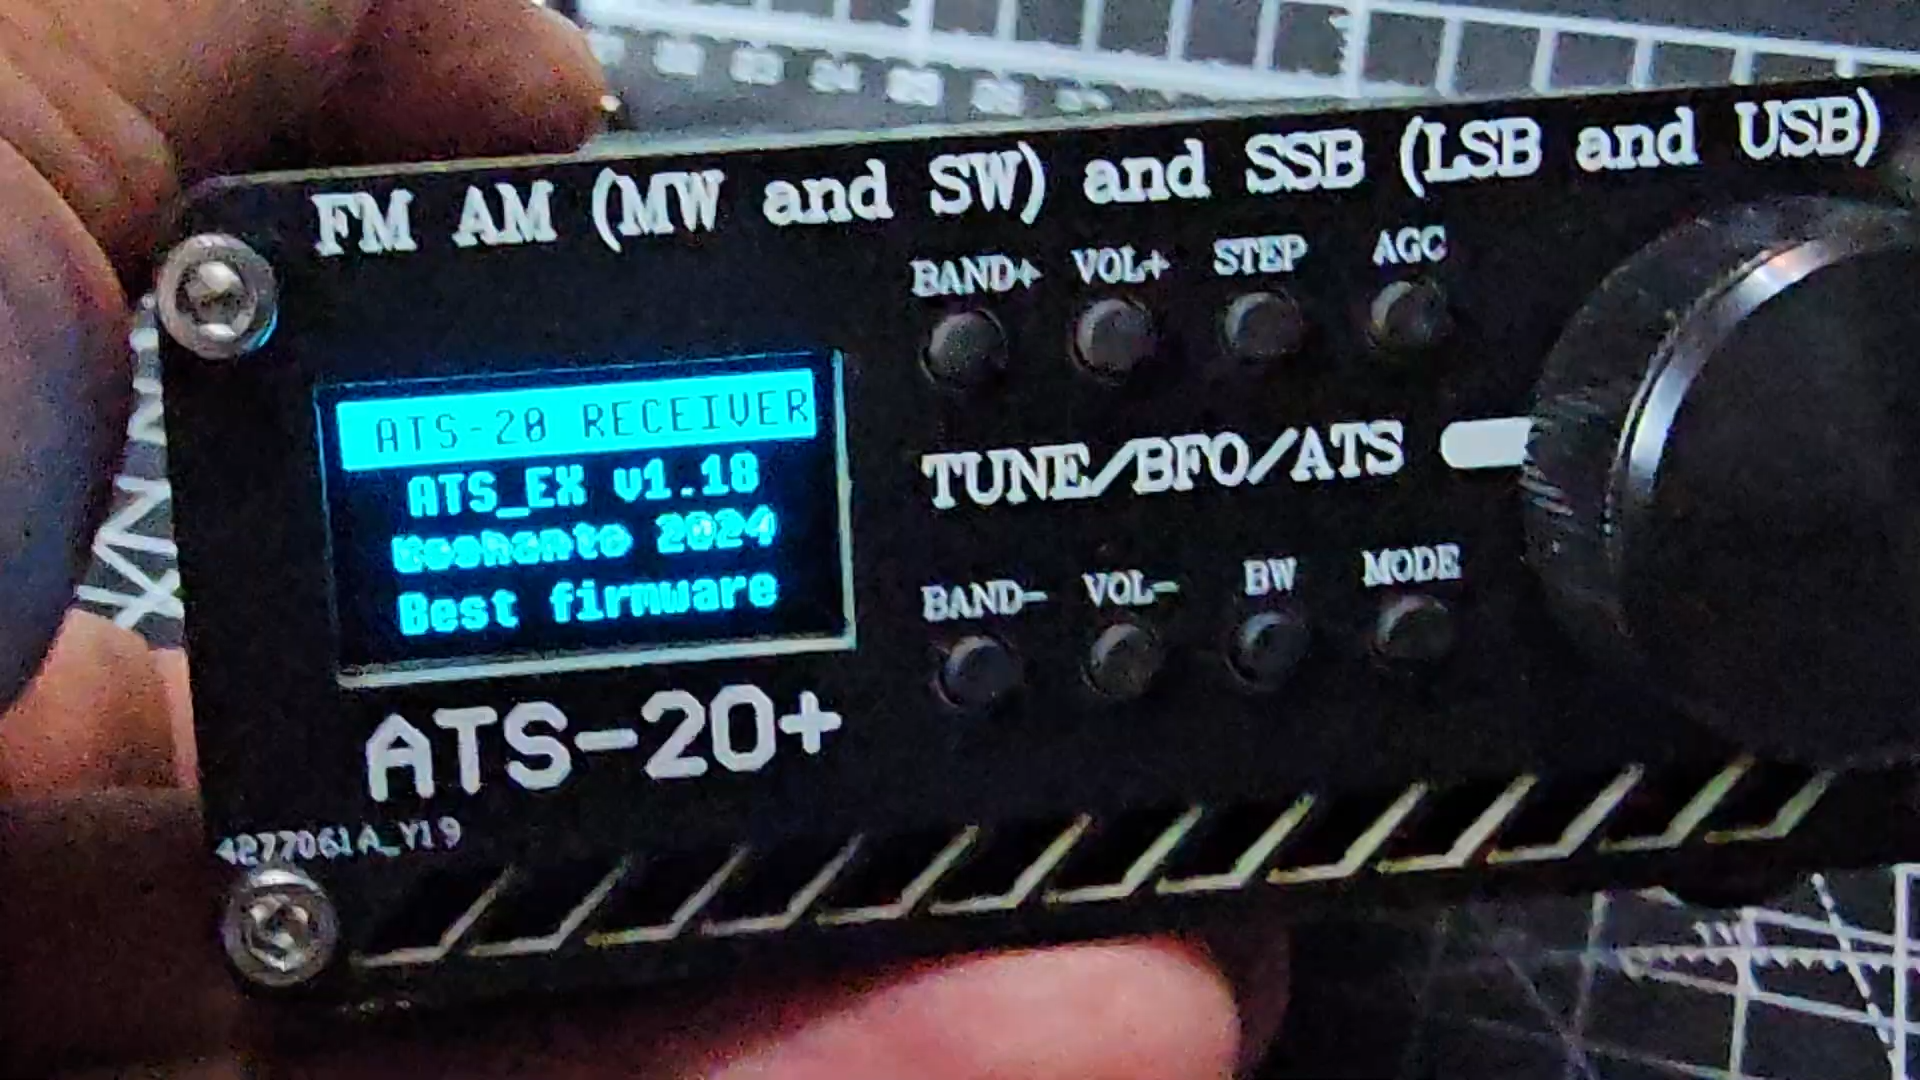 FM AM (MW and SW) and SSB (LSB and USB)
BAND+ VOL+ STEP AGC
ATS-20 RECEIVER
ATS_EX v1.18
2024
Best firmware
TUNE/BFO/ATS
BAND- VOL- BW MODE
ATS-20+
4277061A_Y19